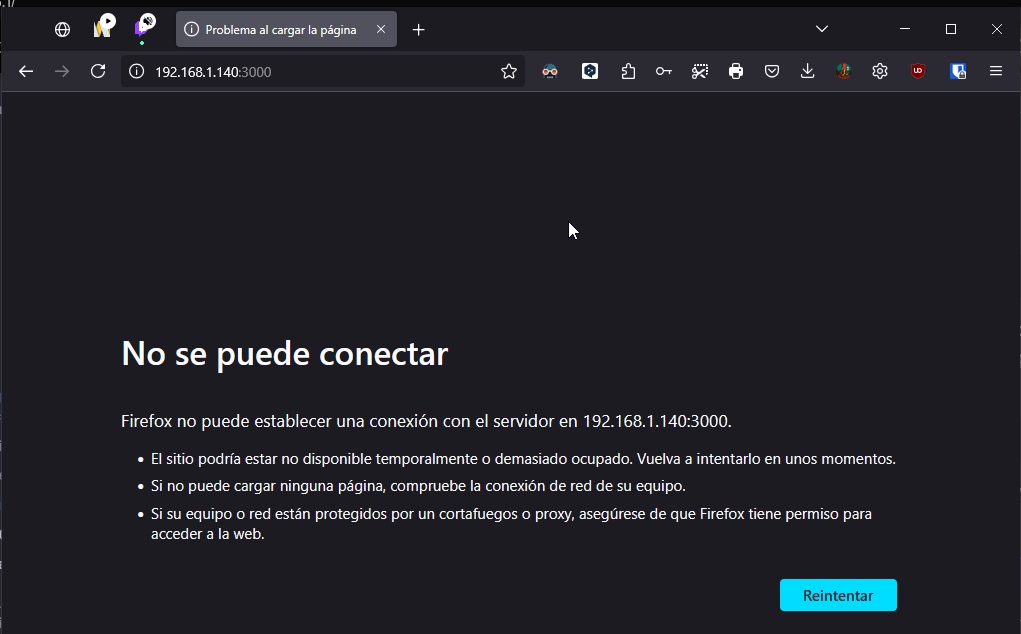 Problema al cargar la página
192.168.1.140:3000
UD
No se puede conectar
Firefox no puede establecer una conexión con el servidor en 192.168.1.140:3000.
El sitio podría estar no disponible temporalmente o demasiado ocupado. Vuelva a intentarlo en unos momentos.
Si no puede cargar ninguna página, compruebe la conexión de red de su equipo.
Si su equipo o red están protegidos por un cortafuegos o proxy, asegúrese de que Firefox tiene permiso para
acceder a la web.
Reintentar